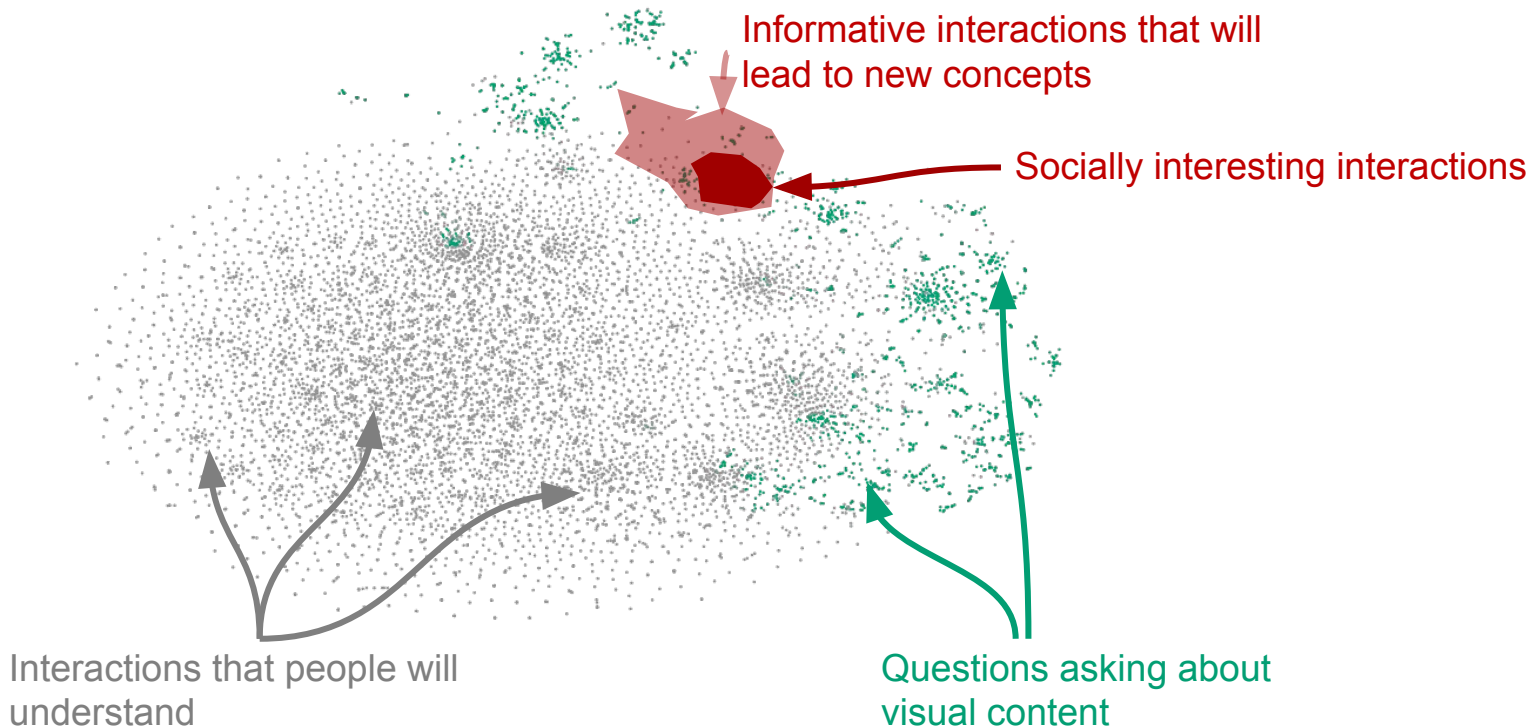 Informative interactions that will
lead to new concepts
Socially interesting interactions
Interactions that people will
understand
Questions asking about
visual content